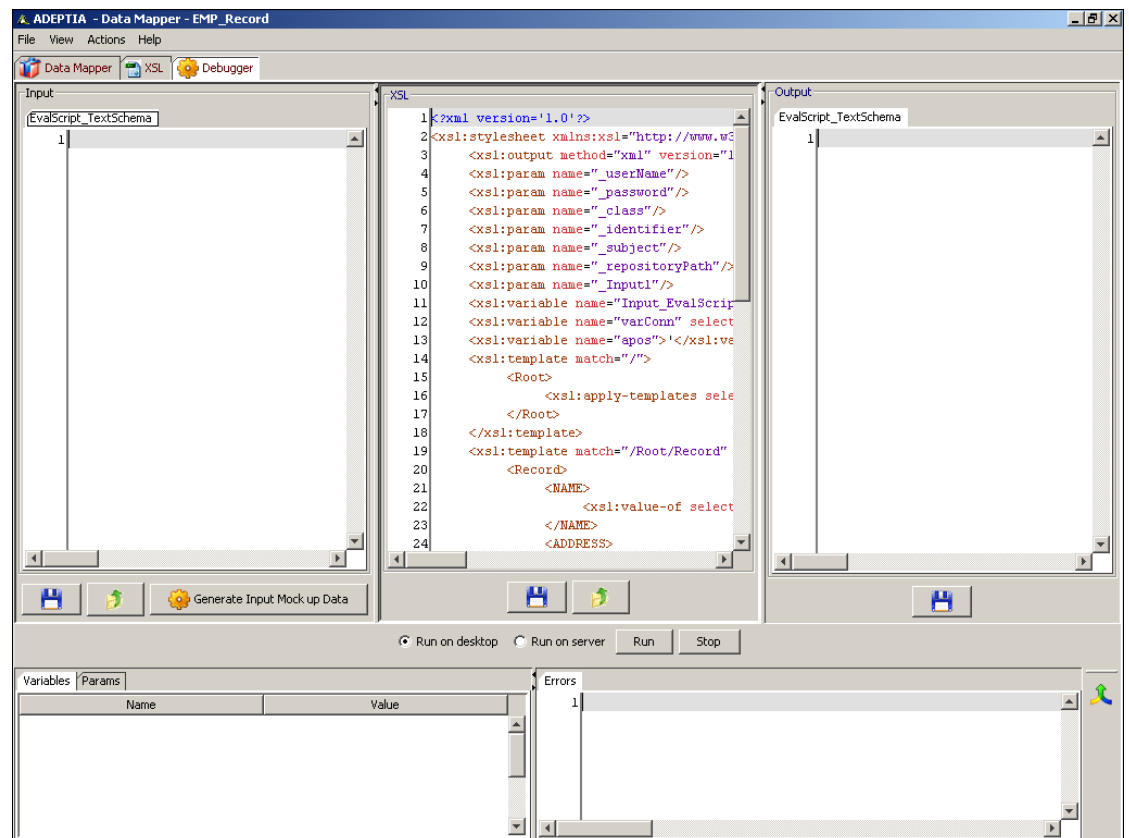 ADEPTIA - Data Mapper - EMP_Record
File View Actions Help
Data Mapper XSL Debugger
Input
EvalScript_TextSchema
1
Generate Input Mock up Data
XSL
1 <?xml version='1.0'?>
2 <xsl:stylesheet xmlns:xsl="http://www.w3
3 <xsl:output method="xml" version="1
4 <xsl:param name="_userName"/>
5 <xsl:param name="_password"/>
6 <xsl:param name="_class"/>
7 <xsl:param name="_identifier"/>
8 <xsl:param name="_subject"/>
9 <xsl:param name="_repositoryPath"/>
10 <xsl:param name="_Input1"/>
11 <xsl:variable name="Input_EvalScrip
12 <xsl:variable name="varConn" select
13 <xsl:variable name="apos">'</xsl:va
14 <xsl:template match="/">
15 <Root>
16 <xsl:apply-templates sele
17 </Root>
18 </xsl:template>
19 <xsl:template match="/Root/Record"
20 <Record>
21 <NAME>
22 <xsl:value-of select
23 </NAME>
24 <ADDRESS>
Output
EvalScript_TextSchema
1
Run on desktop Run on server Run Stop
Variables Params
Name Value
Errors
1